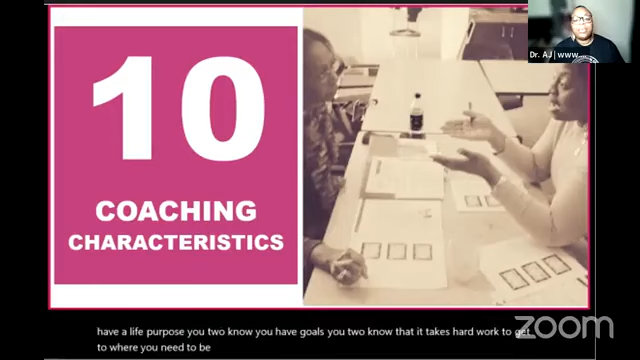 Dr. AJ | www...
10
COACHING
CHARACTERISTICS
have a life purpose you two know you have goals you two know that it takes hard work to get
to where you need to be
zoom